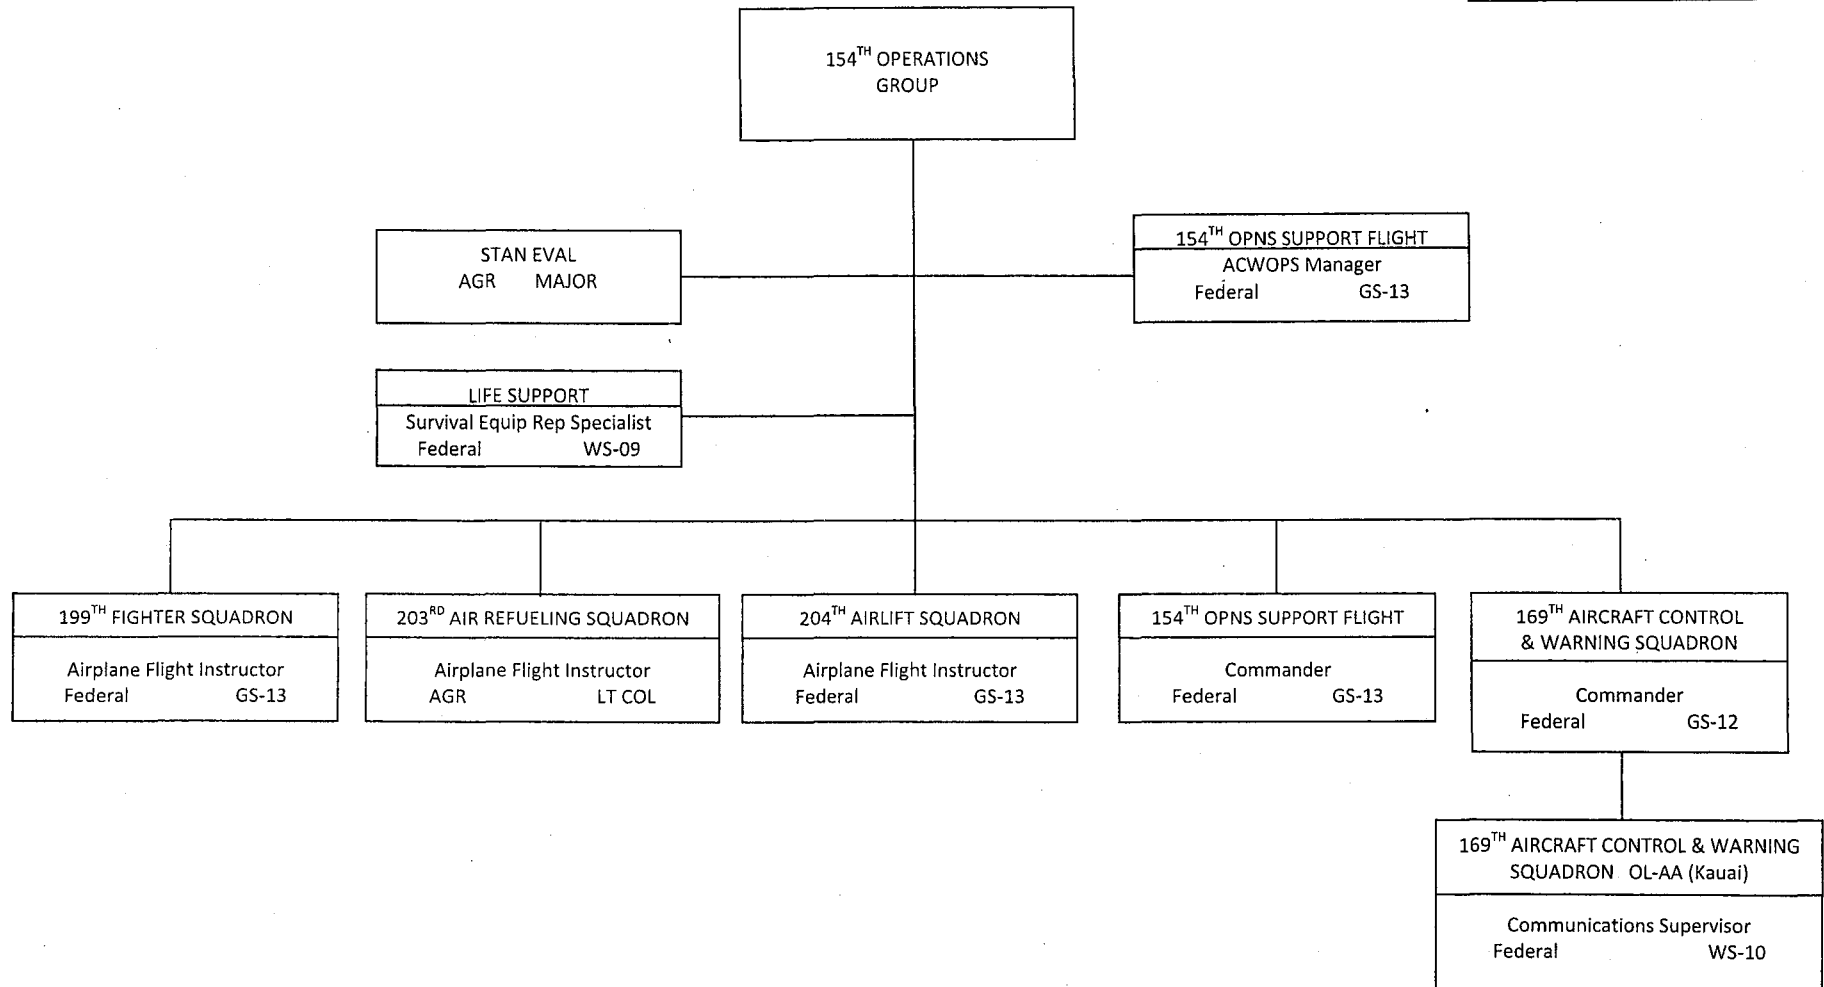 154TH OPERATIONS
GROUP
STAN EVAL
AGR MAJOR
154TH OPNS SUPPORT FLIGHT
ACWOPS Manager
Federal GS-13
LIFE SUPPORT
Survival Equip Rep Specialist
Federal WS-09
199TH FIGHTER SQUADRON
Airplane Flight Instructor
Federal GS-13
203RD AIR REFUELING SQUADRON
Airplane Flight Instructor
AGR LT COL
204TH AIRLIFT SQUADRON
Airplane Flight Instructor
Federal GS-13
154TH OPNS SUPPORT FLIGHT
Commander
Federal GS-13
169TH AIRCRAFT CONTROL
& WARNING SQUADRON
Commander
Federal GS-12
169TH AIRCRAFT CONTROL & WARNING
SQUADRON OL-AA (Kauai)
Communications Supervisor
Federal WS-10